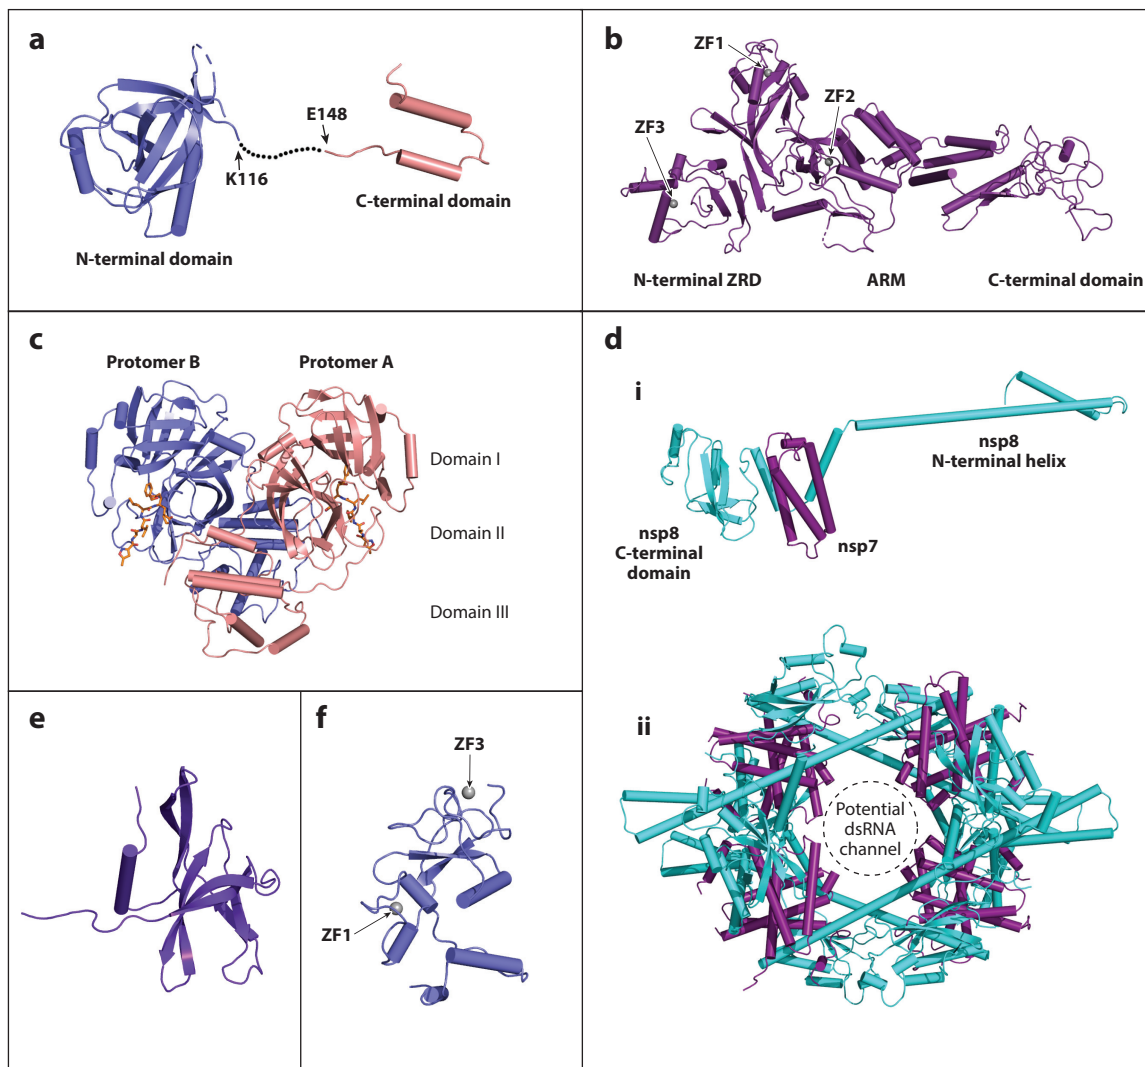 a
E148
K116
C-terminal domain
N-terminal domain
b
ZF1
ZF2
ZF3
N-terminal ZRD
ARM
C-terminal domain
c
Protomer B
Protomer A
Domain I
Domain II
Domain III
d
i
nsp8
N-terminal helix
nsp7
nsp8
C-terminal
domain
ii
Potential
dsRNA
channel
e
f
ZF3
ZF1